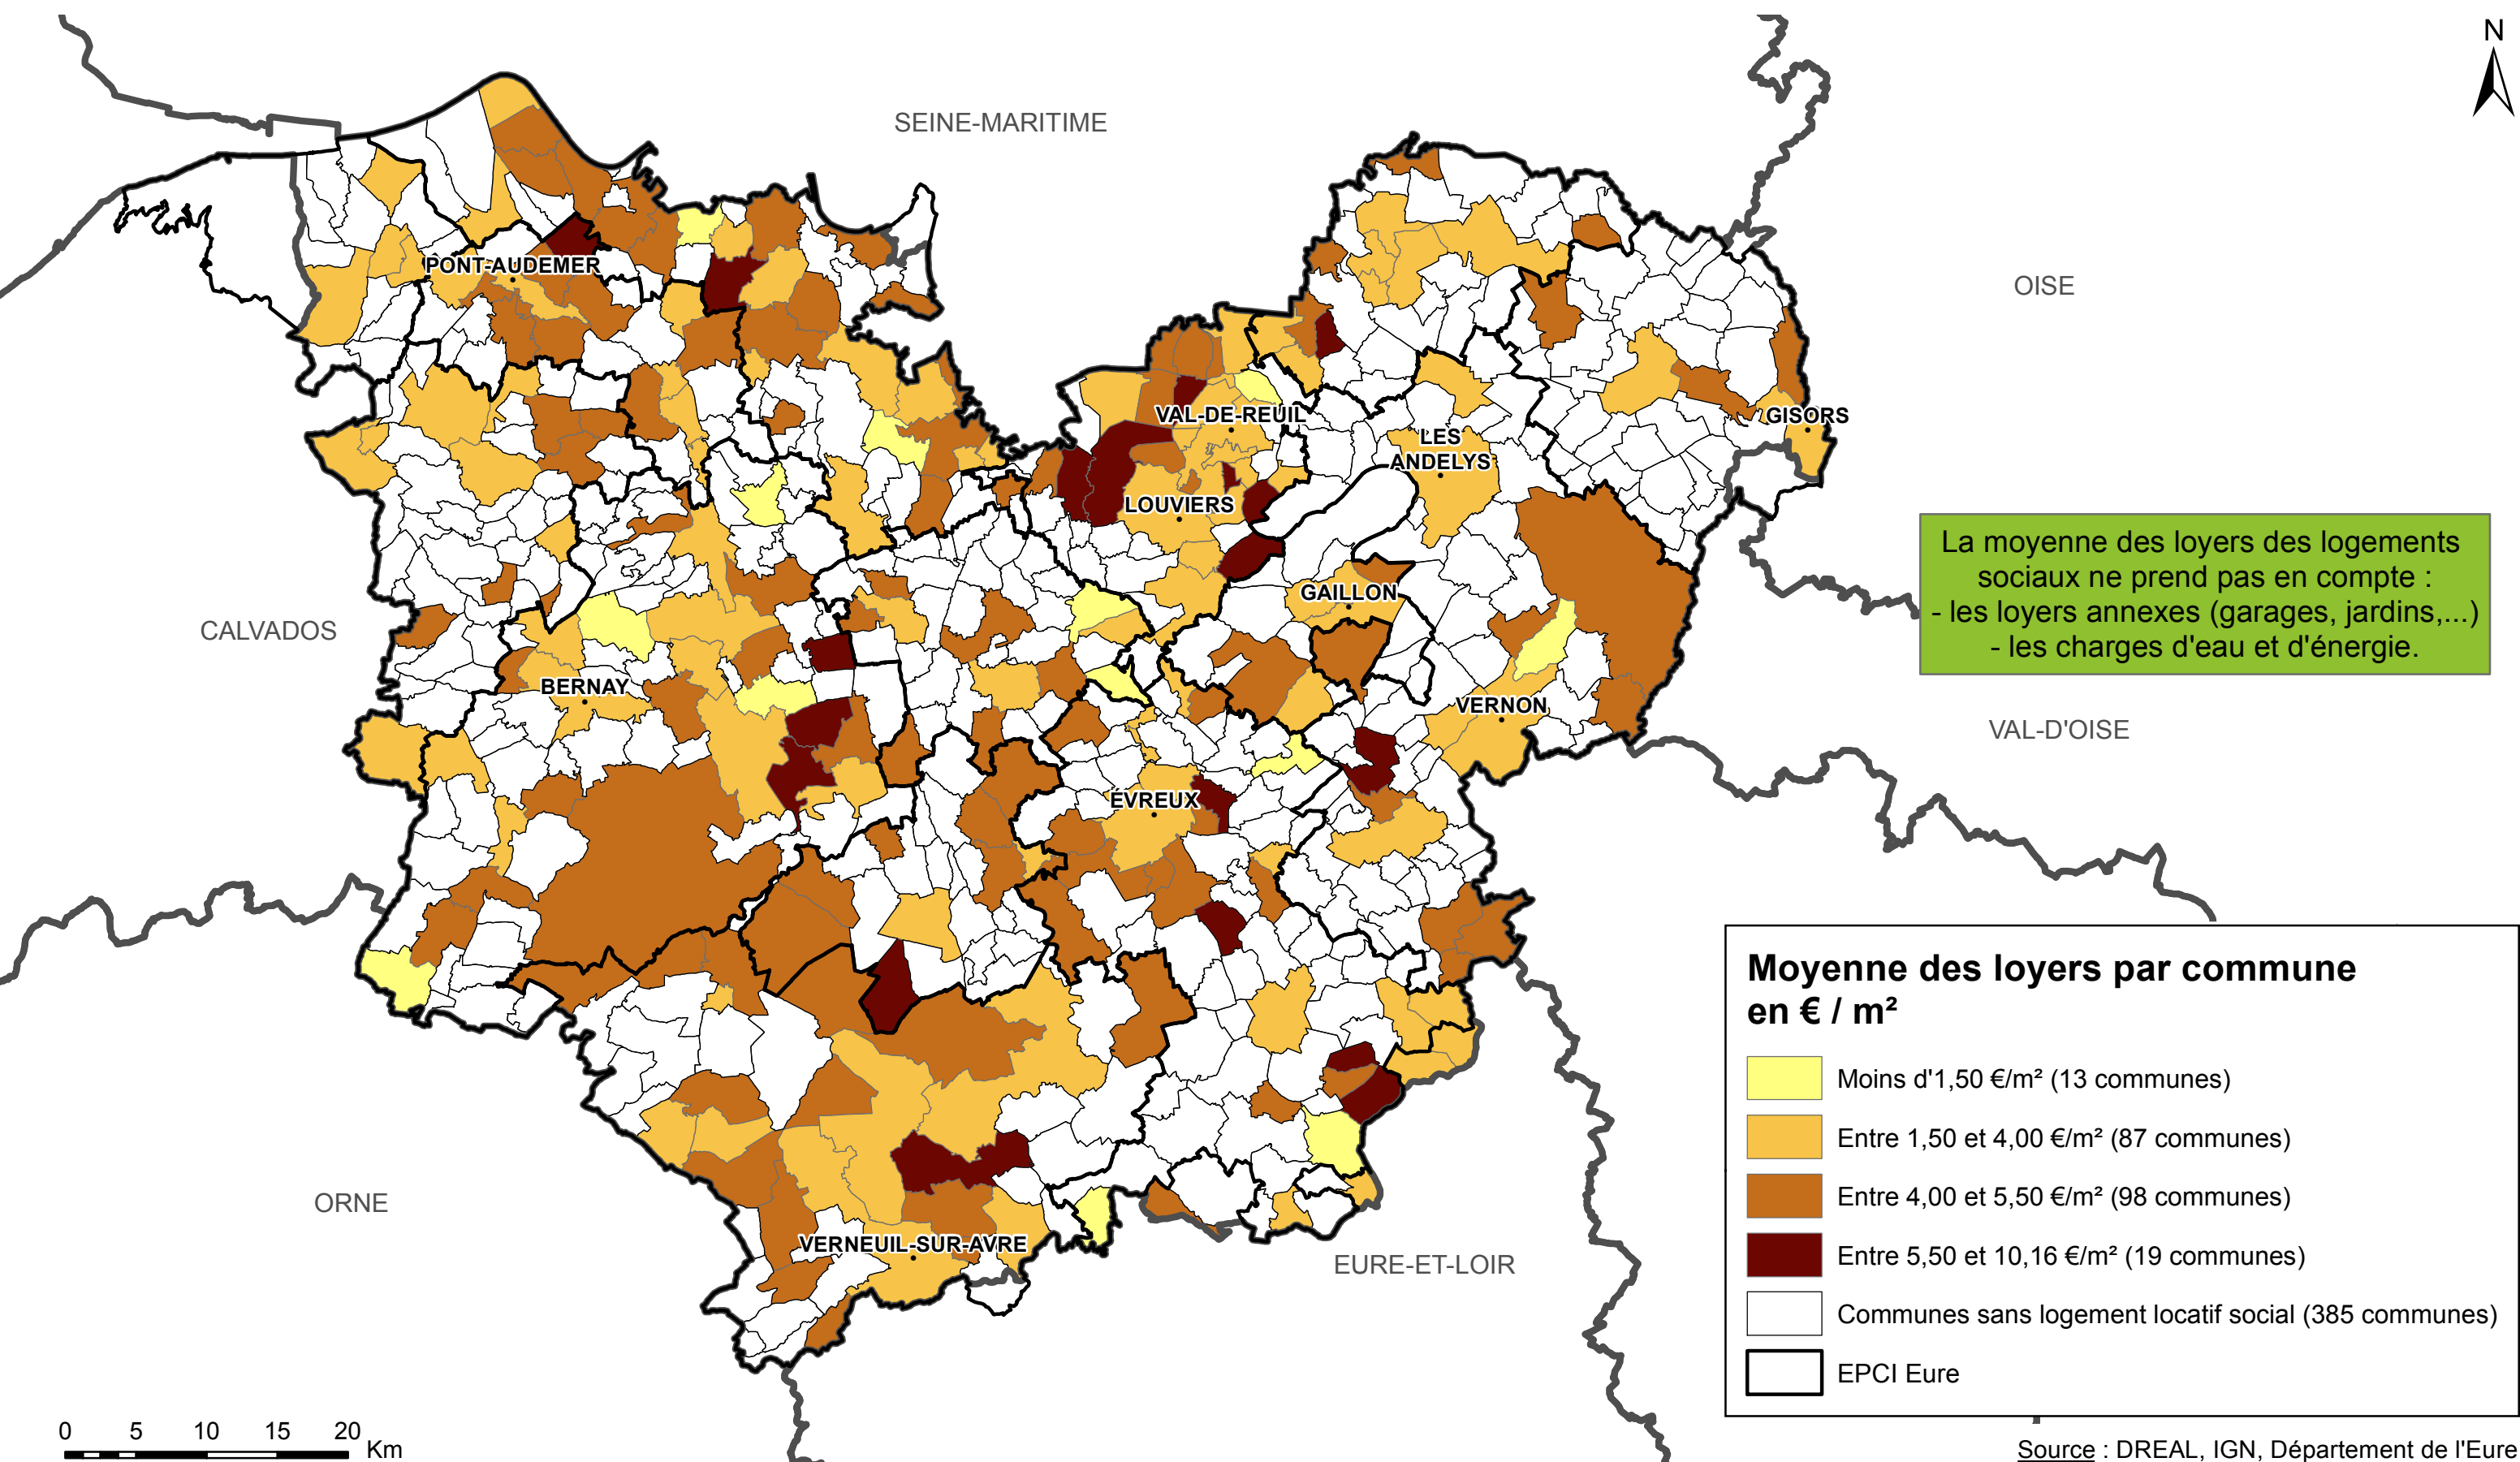 N
SEINE-MARITIME
OISE
PONT-AUDEMER
VAL-DE-REUIL
GISORS
LES
ANDELYS
LOUVIERS
La moyenne des loyers des logements
sociaux ne prend pas en compte :
- les loyers annexes (garages, jardins,...)
- les charges d'eau et d'énergie.
GAILLON
CALVADOS
BERNAY
VERNON
VAL-D'OISE
ÉVREUX
Moyenne des loyers par commune
en € / m²
Moins d'1,50 €/m² (13 communes)
Entre 1,50 et 4,00 €/m² (87 communes)
Entre 4,00 et 5,50 €/m² (98 communes)
Entre 5,50 et 10,16 €/m² (19 communes)
Communes sans logement locatif social (385 communes)
EPCI Eure
ORNE
VERNEUIL-SUR-AVRE
EURE-ET-LOIR
0 5 10 15 20
Km
Source : DREAL, IGN, Département de l'Eure